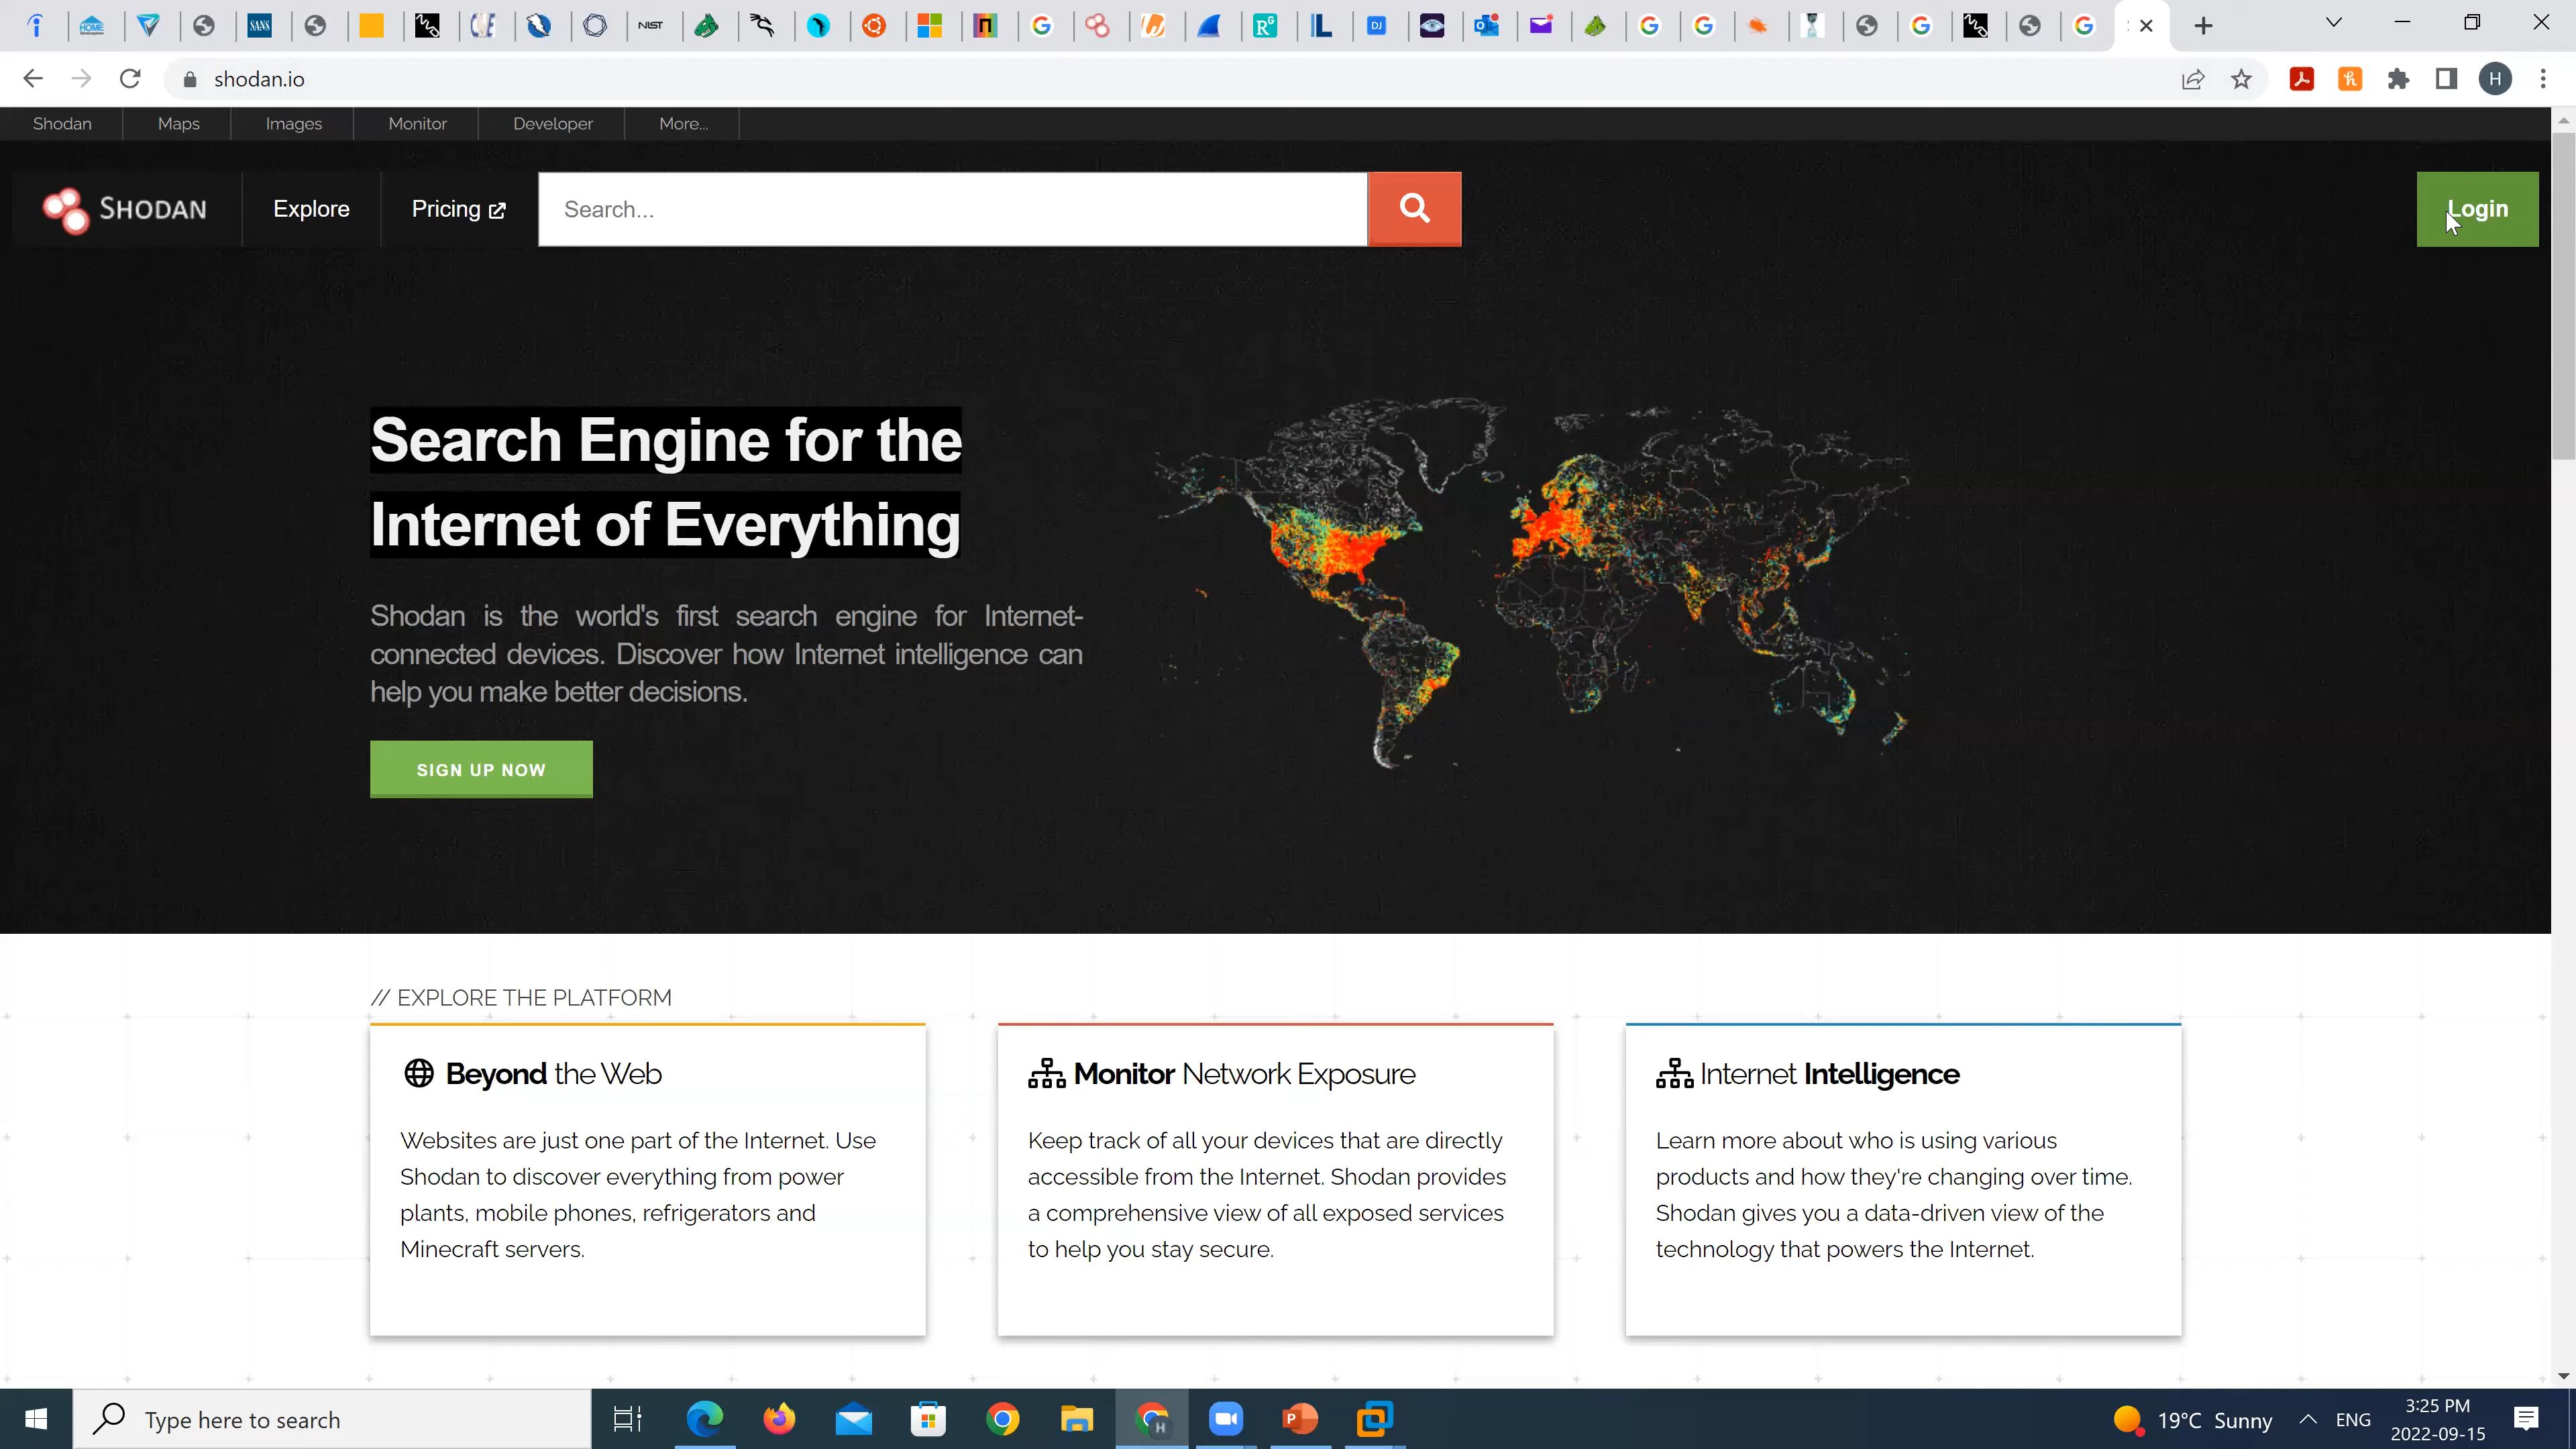 SANS
NIST
DJ
shodan.io
H
Shodan
Maps
Images
Monitor
Developer
More...
SHODAN
Explore
Pricing
Search...
Login
Search Engine for the
Internet of Everything
Shodan is the world's first search engine for Internet-
connected devices. Discover how Internet intelligence can
help you make better decisions.
SIGN UP NOW
// EXPLORE THE PLATFORM
Beyond the Web
Websites are just one part of the Internet. Use
Shodan to discover everything from power
plants, mobile phones, refrigerators and
Minecraft servers.
Monitor Network Exposure
Keep track of all your devices that are directly
accessible from the Internet. Shodan provides
a comprehensive view of all exposed services
to help you stay secure.
Internet Intelligence
Learn more about who is using various
products and how they're changing over time.
Shodan gives you a data-driven view of the
technology that powers the Internet.
Type here to search
19°C Sunny
ENG
3:25 PM
2022-09-15